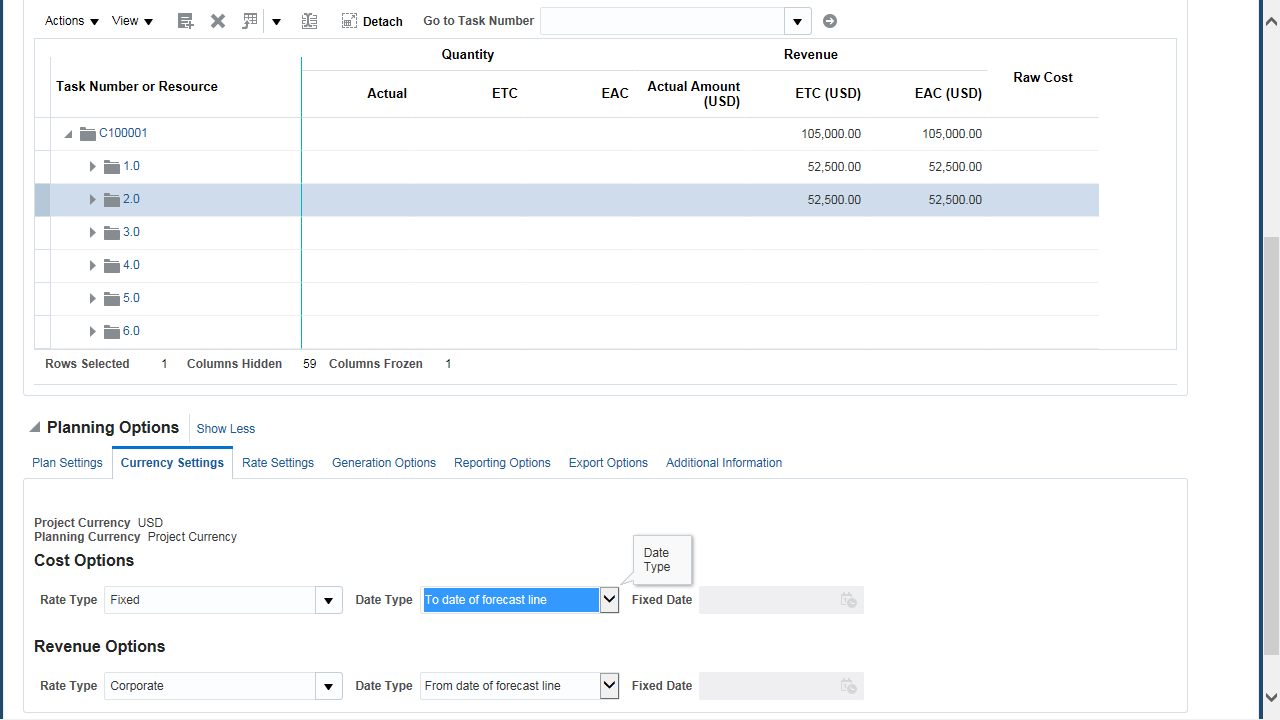 Actions View Detach Go to Task Number
Quantity Revenue
Task Number or Resource Actual ETC EAC Actual Amount (USD) ETC (USD) EAC (USD) Raw Cost
C100001 105,000.00 105,000.00
1.0 52,500.00 52,500.00
2.0 52,500.00 52,500.00
3.0
4.0
5.0
6.0
Rows Selected 1 Columns Hidden 59 Columns Frozen 1
Planning Options Show Less
Plan Settings Currency Settings Rate Settings Generation Options Reporting Options Export Options Additional Information
Project Currency USD
Planning Currency Project Currency
Cost Options
Date
Type
Rate Type Fixed Date Type To date of forecast line Fixed Date
Revenue Options
Rate Type Corporate Date Type From date of forecast line Fixed Date